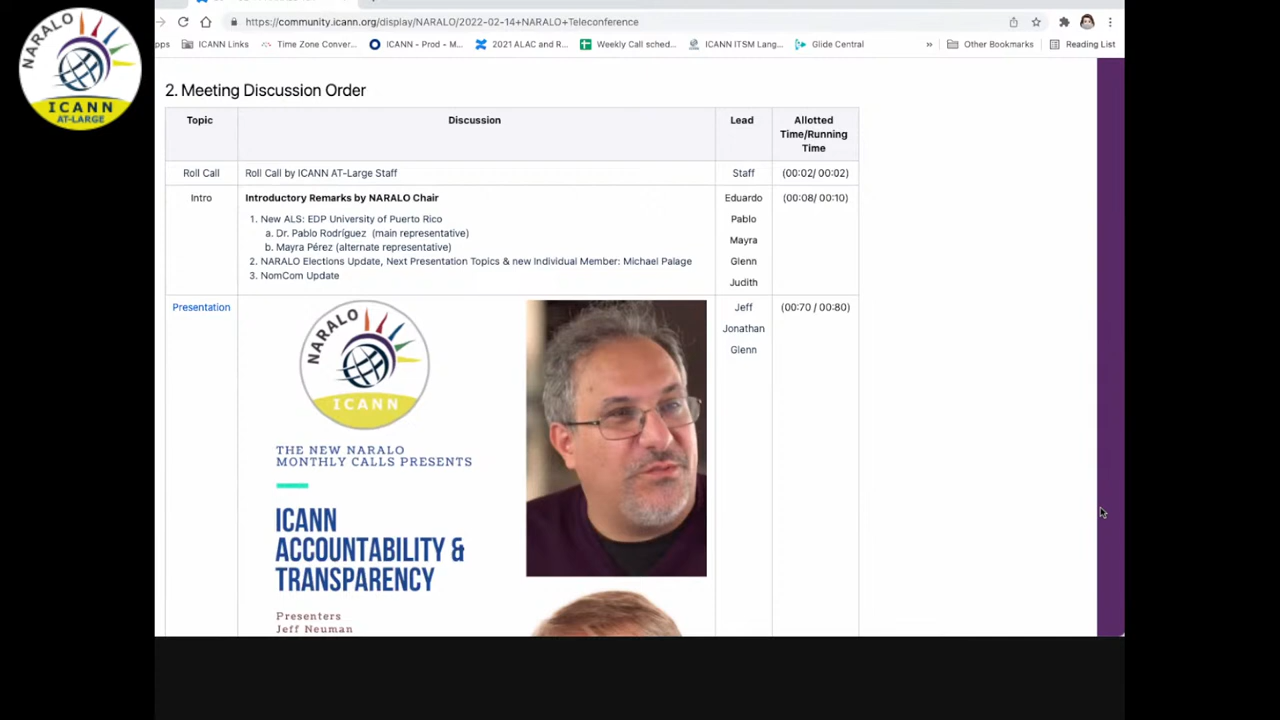 NARALO
ICANN
AT-LARGE
https://community.icann.org/display/NARALO/2022-02-14+NARALO+Teleconference
ICANN Links
Time Zone Conver...
ICANN - Prod - M...
2021 ALAC and R...
Weekly Call sched...
ICANN ITSM Lang...
Glide Central
»
Other Bookmarks
Reading List
2. Meeting Discussion Order
Topic
Discussion
Lead
Allotted
Time/Running
Time
Roll Call
Roll Call by ICANN AT-Large Staff
Staff
(00:02/ 00:02)
Intro
Introductory Remarks by NARALO Chair
1. New ALS: EDP University of Puerto Rico
a. Dr. Pablo Rodríguez (main representative)
b. Mayra Pérez (alternate representative)
2. NARALO Elections Update, Next Presentation Topics & new Individual Member: Michael Palage
3. NomCom Update
Eduardo
Pablo
Mayra
Glenn
Judith
(00:08/ 00:10)
Presentation
NARALO
ICANN
THE NEW NARALO
MONTHLY CALLS PRESENTS
ICANN
ACCOUNTABILITY &
TRANSPARENCY
Presenters
Jeff Neuman
Jeff
Jonathan
Glenn
(00:70 / 00:80)